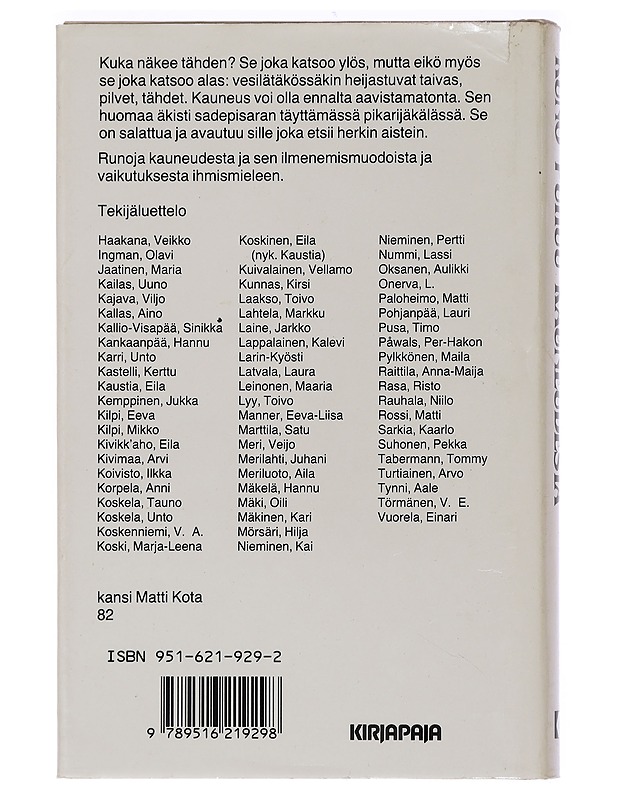 Kuka näkee tähden? Se joka katsoo ylös, mutta eikö myös
se joka katsoo alas: vesilätäkössäkin heijastuvat taivas,
pilvet, tähdet. Kauneus voi olla ennalta aavistamatonta. Sen
huomaa äkisti sadepisaran täyttämässä pikarijäkälässä. Se
on salattua ja avautuu sille joka etsii herkin aistein.
Runoja kauneudesta ja sen ilmenemismuodoista ja
vaikutuksesta ihmismieleen.
Tekijäluettelo
Haakana, Veikko
Ingman, Olavi
Jaatinen, Maria
Kailas, Uuno
Kajava, Viljo
Kallas, Aino
Kallio-Visapää, Sinikka
Kankaanpää, Hannu
Karri, Unto
Kastelli, Kerttu
Kaustia, Eila
Kemppinen, Jukka
Kilpi, Eeva
Kilpi, Mikko
Kivikk'aho, Eila
Kivimaa, Arvi
Koivisto, Ilkka
Korpela, Anni
Koskela, Tauno
Koskela, Unto
Koskenniemi, V. A.
Koski, Marja-Leena
Koskinen, Eila
(nyk. Kaustia)
Kuivalainen, Vellamo
Kunnas, Kirsi
Laakso, Toivo
Lahtela, Markku
Laine, Jarkko
Lappalainen, Kalevi
Larin-Kyösti
Latvala, Laura
Leinonen, Maaria
Lyy, Toivo
Manner, Eeva-Liisa
Marttila, Satu
Meri, Veijo
Merilahti, Juhani
Meriluoto, Aila
Mäkelä, Hannu
Mäki, Oili
Mäkinen, Kari
Mörsäri, Hilja
Nieminen, Kai
Nieminen, Pertti
Nummi, Lassi
Oksanen, Aulikki
Onerva, L.
Paloheimo, Matti
Pohjanpää, Lauri
Pusa, Timo
Påwals, Per-Hakon
Pylkkönen, Maila
Raittila, Anna-Maija
Rasa, Risto
Rauhala, Niilo
Rossi, Matti
Sarkia, Kaarlo
Suhonen, Pekka
Tabermann, Tommy
Turtiainen, Arvo
Tynni, Aale
Törmänen, V. E.
Vuorela, Einari
kansi Matti Kota
82
ISBN 951-621-929-2
9 789516 219298
KIRJAPAJA